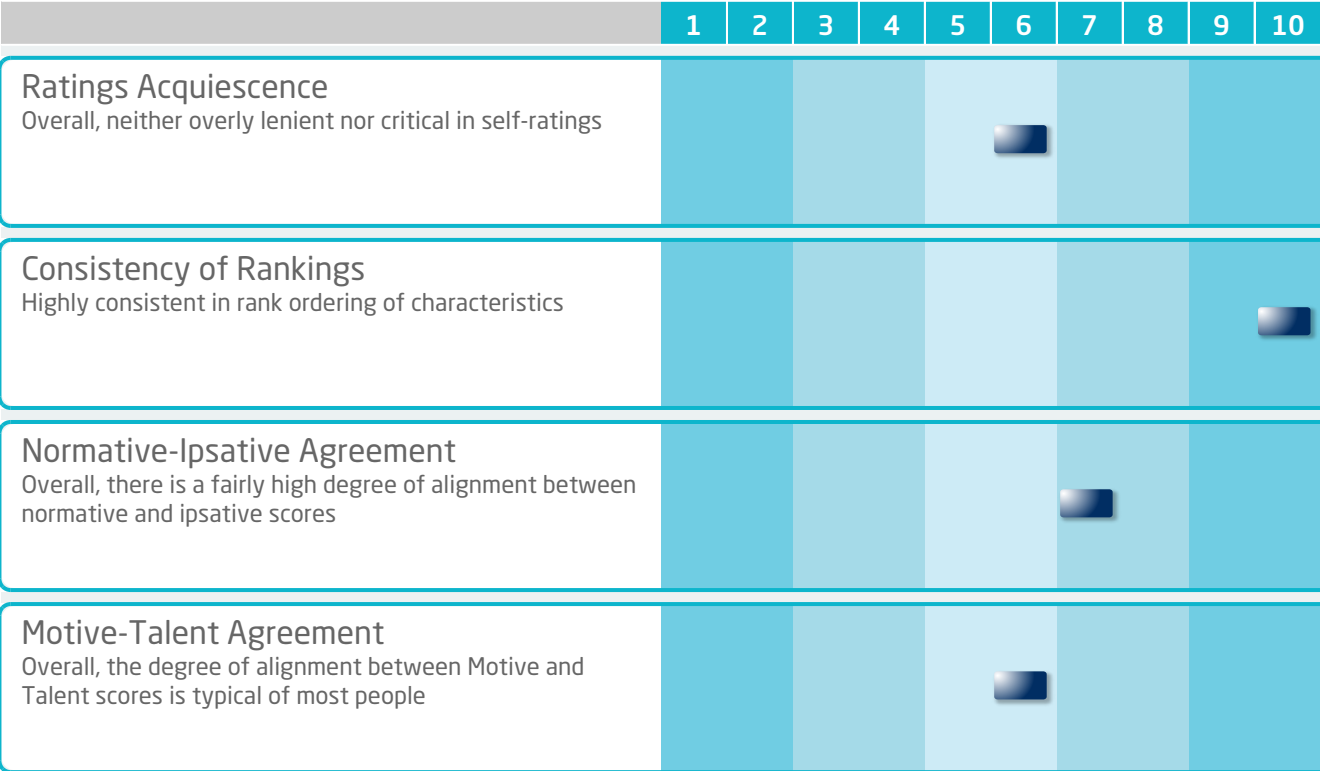 1 2 3 4 5 6 7 8 9 10
Ratings Acquiescence
Overall, neither overly lenient nor critical in self-ratings
Consistency of Rankings
Highly consistent in rank ordering of characteristics
Normative-Ipsative Agreement
Overall, there is a fairly high degree of alignment between
normative and ipsative scores
Motive-Talent Agreement
Overall, the degree of alignment between Motive and
Talent scores is typical of most people